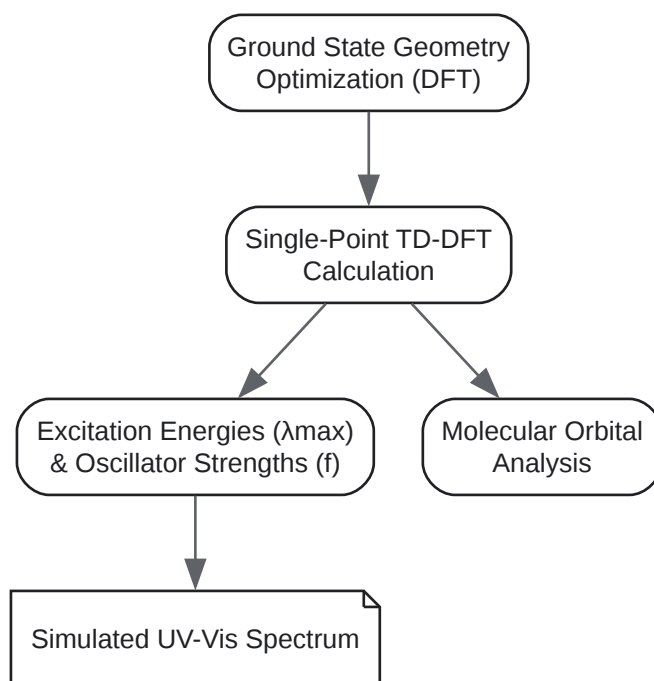 Ground State Geometry
Optimization (DFT)
Single-Point TD-DFT
Calculation
Excitation Energies (λmax)
& Oscillator Strengths (f)
Molecular Orbital
Analysis
Simulated UV-Vis Spectrum